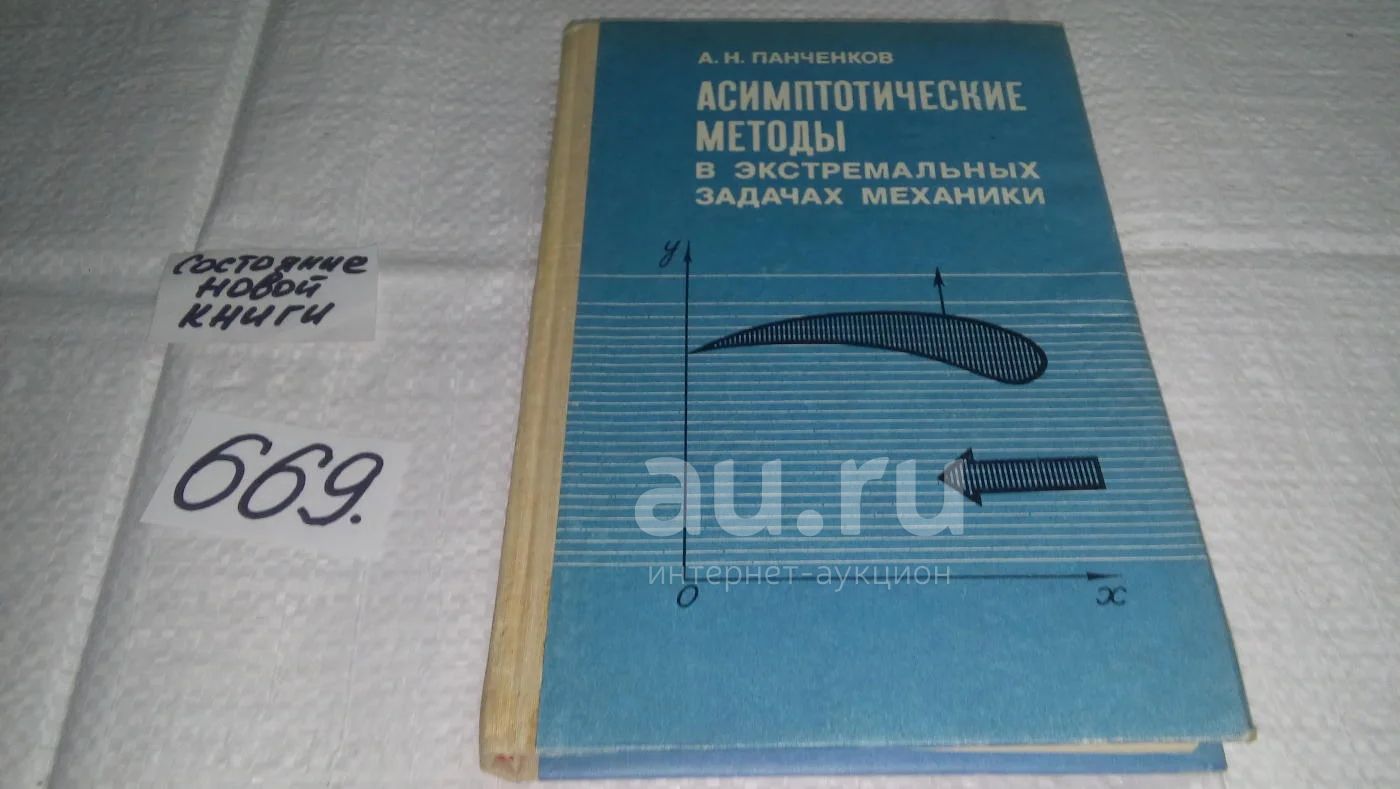 А. Н. ПАНЧЕНКОВ
АСИМПТОТИЧЕСКИЕ
МЕТОДЫ
В ЭКСТРЕМАЛЬНЫХ
ЗАДАЧАХ МЕХАНИКИ
y
O
x
состояние
новой
книги
669.
au.ru
интернет-аукцион